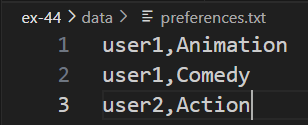 ex-44 > data > preferences.txt
1 user1,Animation
2 user1,Comedy
3 user2,Action